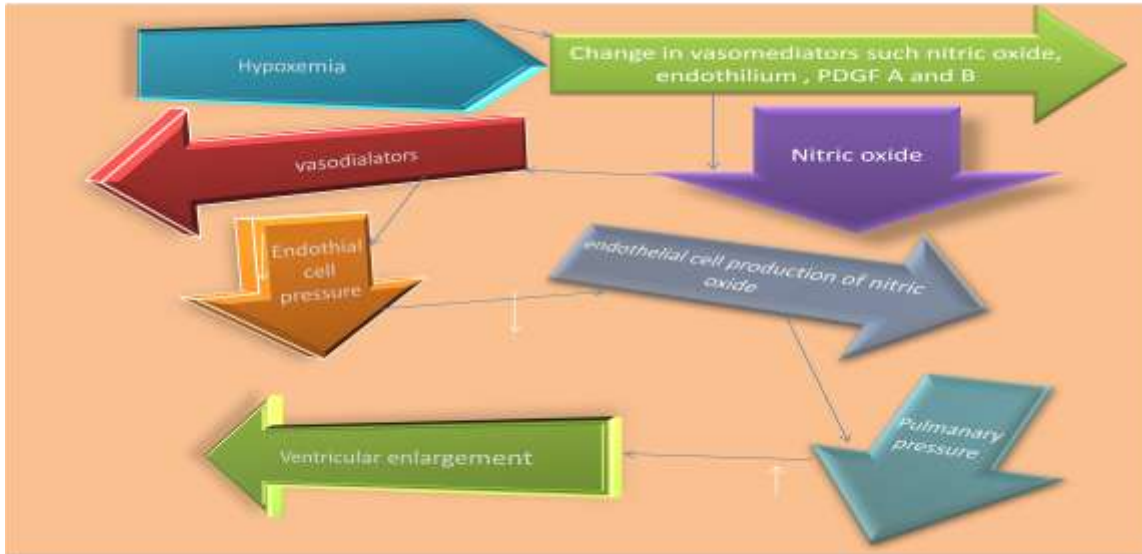 Hypoxemia
Change in vasomediators such nitric oxide,
endothilium , PDGF A and B
Nitric oxide
vasodialators
Endothial
cell
pressure
endothelial cell production of nitric
oxide
Pulmanary
pressure
Ventricular enlargement